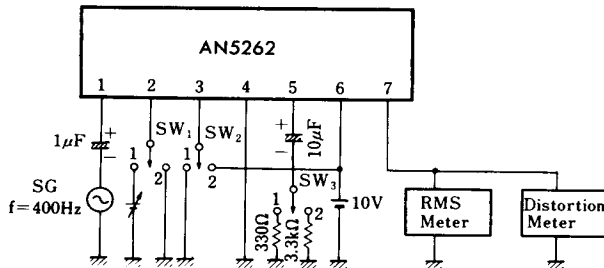 AN5262
1 2 3 4 5 6 7
1μF + −
SW₁
SW₂
+ 10μF −
1 2 1 2
SW₃
SG
f=400Hz
1 2
330Ω
3.3kΩ
10V
RMS
Meter
Distortion
Meter